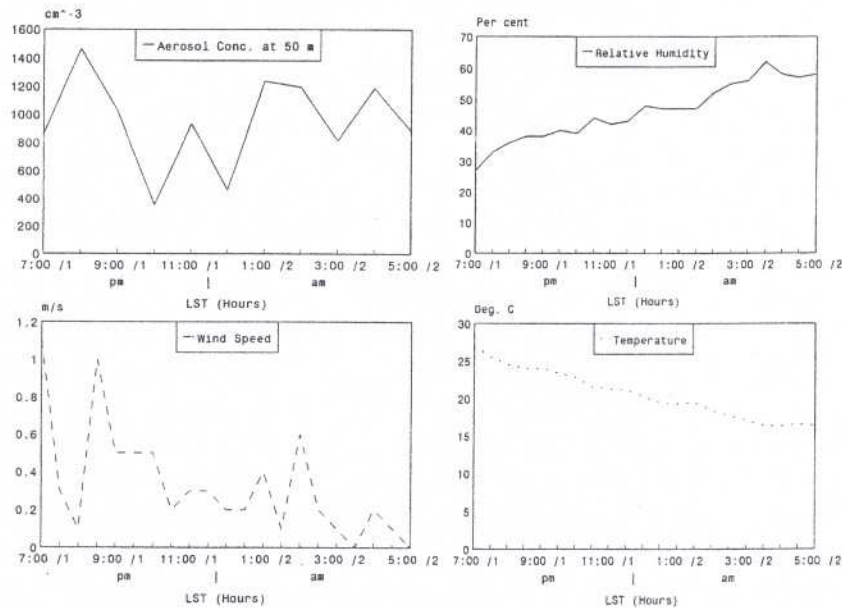 cm^-3
1600
1400
1200
1000
800
600
400
200
0
Aerosol Conc. at 50 m
7:00 /1 9:00 /1 11:00 /1 1:00 /2 3:00 /2 5:00 /2
pm | am
LST (Hours)
Per cent
70
60
50
40
30
20
10
0
Relative Humidity
7:00 /1 9:00 /1 11:00 /1 1:00 /2 3:00 /2 5:00 /2
pm | am
LST (Hours)
m/s
1.2
1
0.8
0.6
0.4
0.2
0
Wind Speed
7:00 /1 9:00 /1 11:00 /1 1:00 /2 3:00 /2 5:00 /2
pm | am
LST (Hours)
Deg. C
30
25
20
15
10
5
0
Temperature
7:00 /1 9:00 /1 11:00 /1 1:00 /2 3:00 /2 5:00 /2
pm | am
LST (Hours)